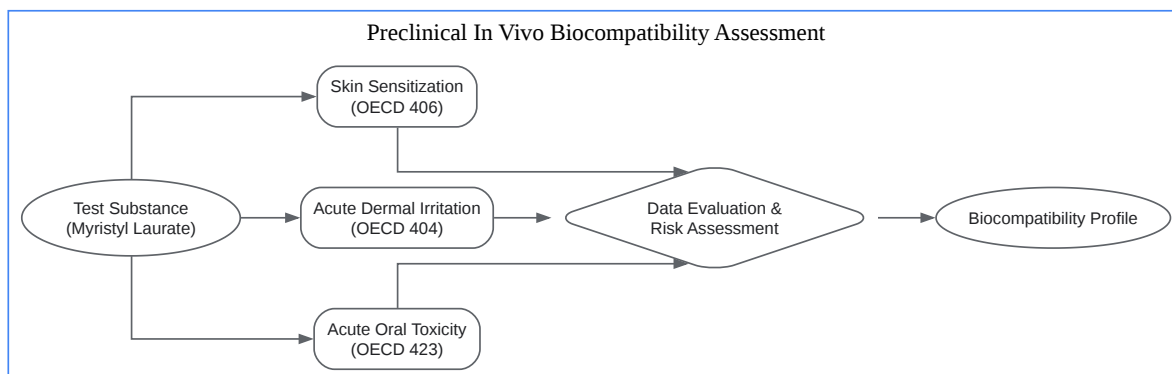 Preclinical In Vivo Biocompatibility Assessment
Skin Sensitization
(OECD 406)
Test Substance
(Myristyl Laurate)
Acute Dermal Irritation
(OECD 404)
Data Evaluation &
Risk Assessment
Biocompatibility Profile
Acute Oral Toxicity
(OECD 423)